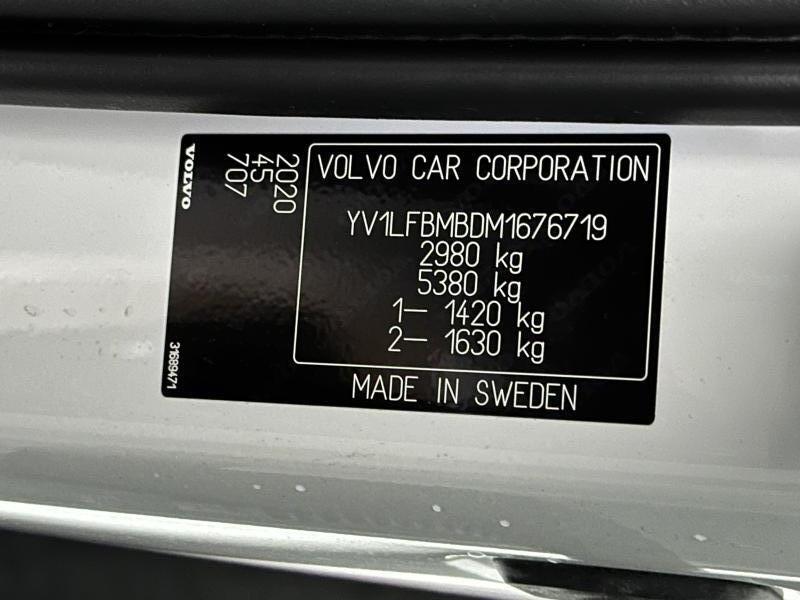 VOLVO
2020
45
707
31689471
VOLVO CAR CORPORATION
YV1LFBMBDM1676719
2980 kg
5380 kg
1— 1420 kg
2— 1630 kg
MADE IN SWEDEN